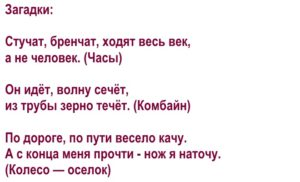 Загадки:
Стучат, бренчат, ходят весь век,
а не человек. (Часы)
Он идёт, волну сечёт,
из трубы зерно течёт. (Комбайн)
По дороге, по пути весело качу.
А с конца меня прочти - нож я наточу.
(Колесо — оселок)